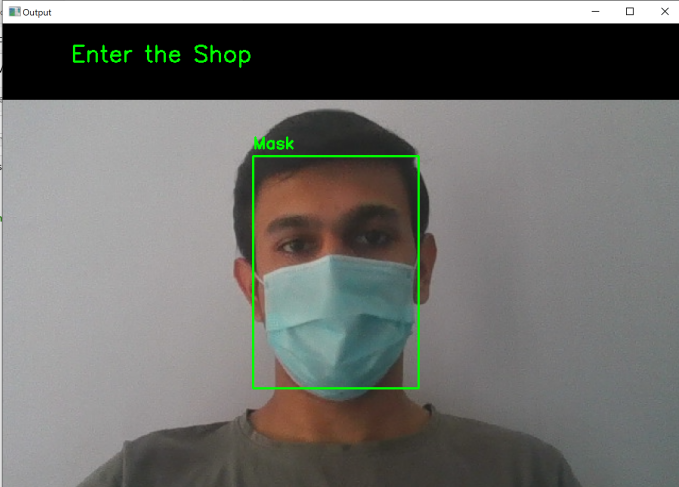 Output
Enter the Shop
Mask